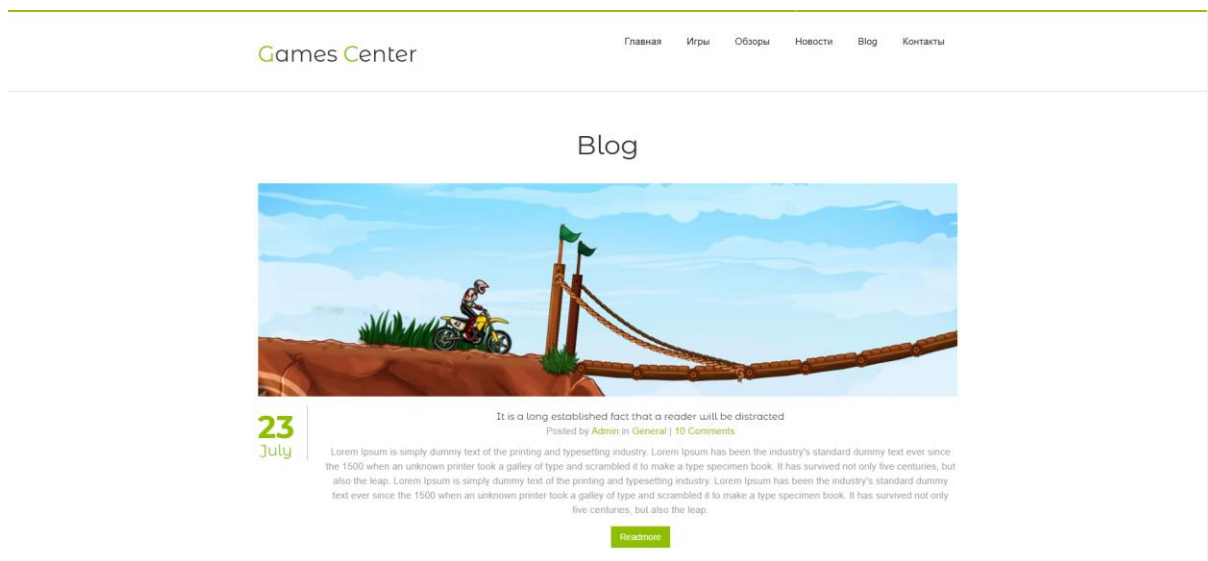 Games Center
Главная Игры Обзоры Новости Blog Контакты
Blog
23
July
It is a long established fact that a reader will be distracted
Posted by Admin in General | 10 Comments
Lorem Ipsum is simply dummy text of the printing and typesetting industry. Lorem Ipsum has been the industry's standard dummy text ever since
the 1500 when an unknown printer took a galley of type and scrambled it to make a type specimen book. It has survived not only five centuries, but
also the leap. Lorem Ipsum is simply dummy text of the printing and typesetting industry. Lorem Ipsum has been the industry's standard dummy
text ever since the 1500 when an unknown printer took a galley of type and scrambled it to make a type specimen book. It has survived not only
five centuries, but also the leap.
Readmore